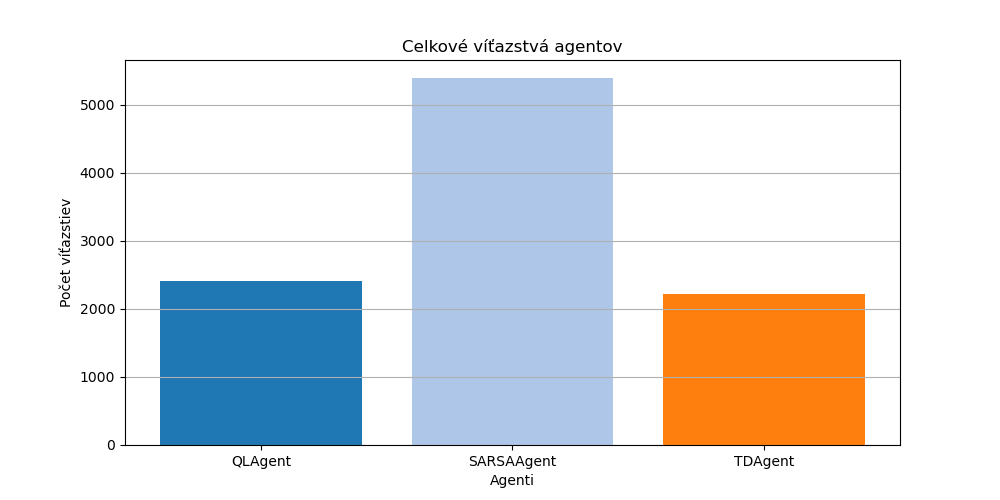 Celkové víťazstvá agentov
Počet víťazstiev
5000
4000
3000
2000
1000
0
QLAgent
SARSAAgent
TDAgent
Agenti